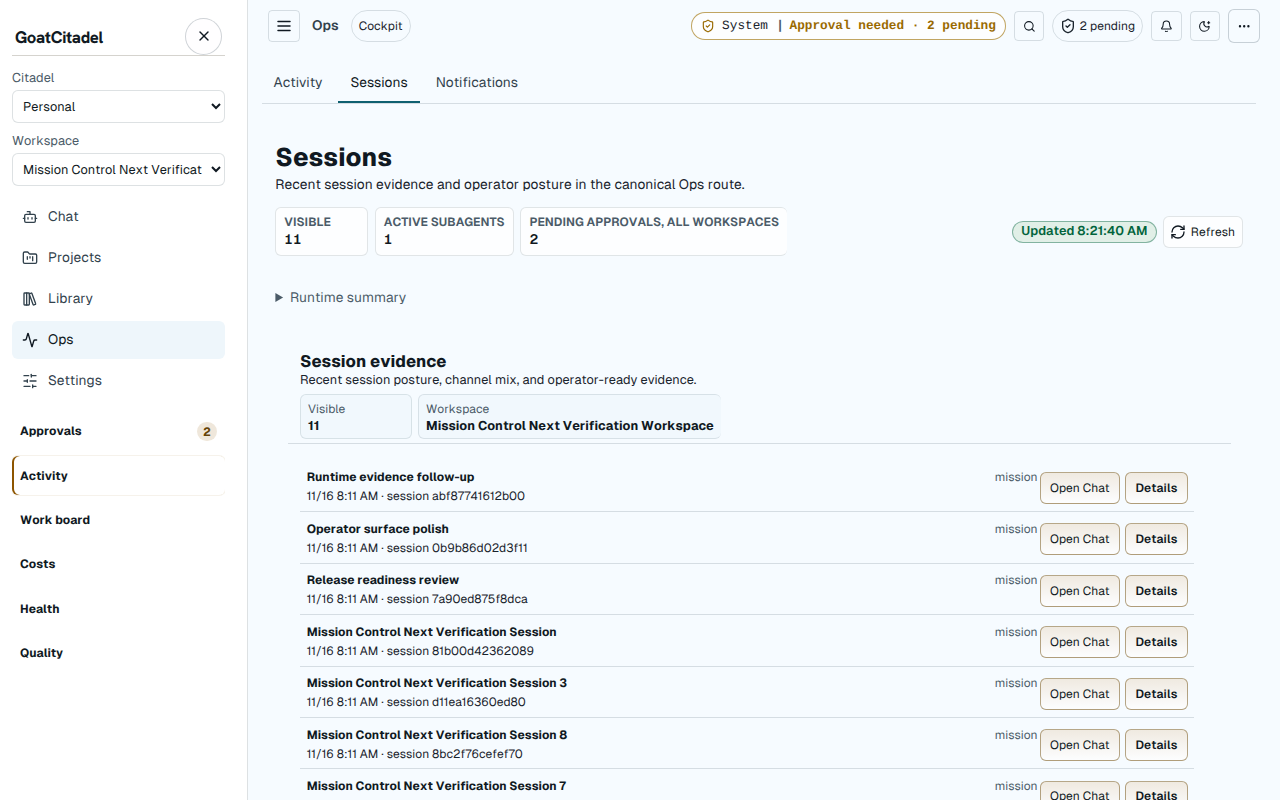 GoatCitadel
Citadel
Personal
Workspace
Mission Control Next Verificat
Chat
Projects
Library
Ops
Settings
Approvals 2
Activity
Work board
Costs
Health
Quality
Ops Cockpit System | Approval needed · 2 pending 2 pending
Activity Sessions Notifications
Sessions
Recent session evidence and operator posture in the canonical Ops route.
VISIBLE
11
ACTIVE SUBAGENTS
1
PENDING APPROVALS, ALL WORKSPACES
2
Updated 8:21:40 AM Refresh
Runtime summary
Session evidence
Recent session posture, channel mix, and operator-ready evidence.
Visible
11
Workspace
Mission Control Next Verification Workspace
Runtime evidence follow-up
11/16 8:11 AM · session abf87741612b00
mission Open Chat Details
Operator surface polish
11/16 8:11 AM · session 0b9b86d02d3f11
mission Open Chat Details
Release readiness review
11/16 8:11 AM · session 7a90ed875f8dca
mission Open Chat Details
Mission Control Next Verification Session
11/16 8:11 AM · session 81b00d42362089
mission Open Chat Details
Mission Control Next Verification Session 3
11/16 8:11 AM · session d11ea16360ed80
mission Open Chat Details
Mission Control Next Verification Session 8
11/16 8:11 AM · session 8bc2f76cefef70
mission Open Chat Details
Mission Control Next Verification Session 7
mission Open Chat Details